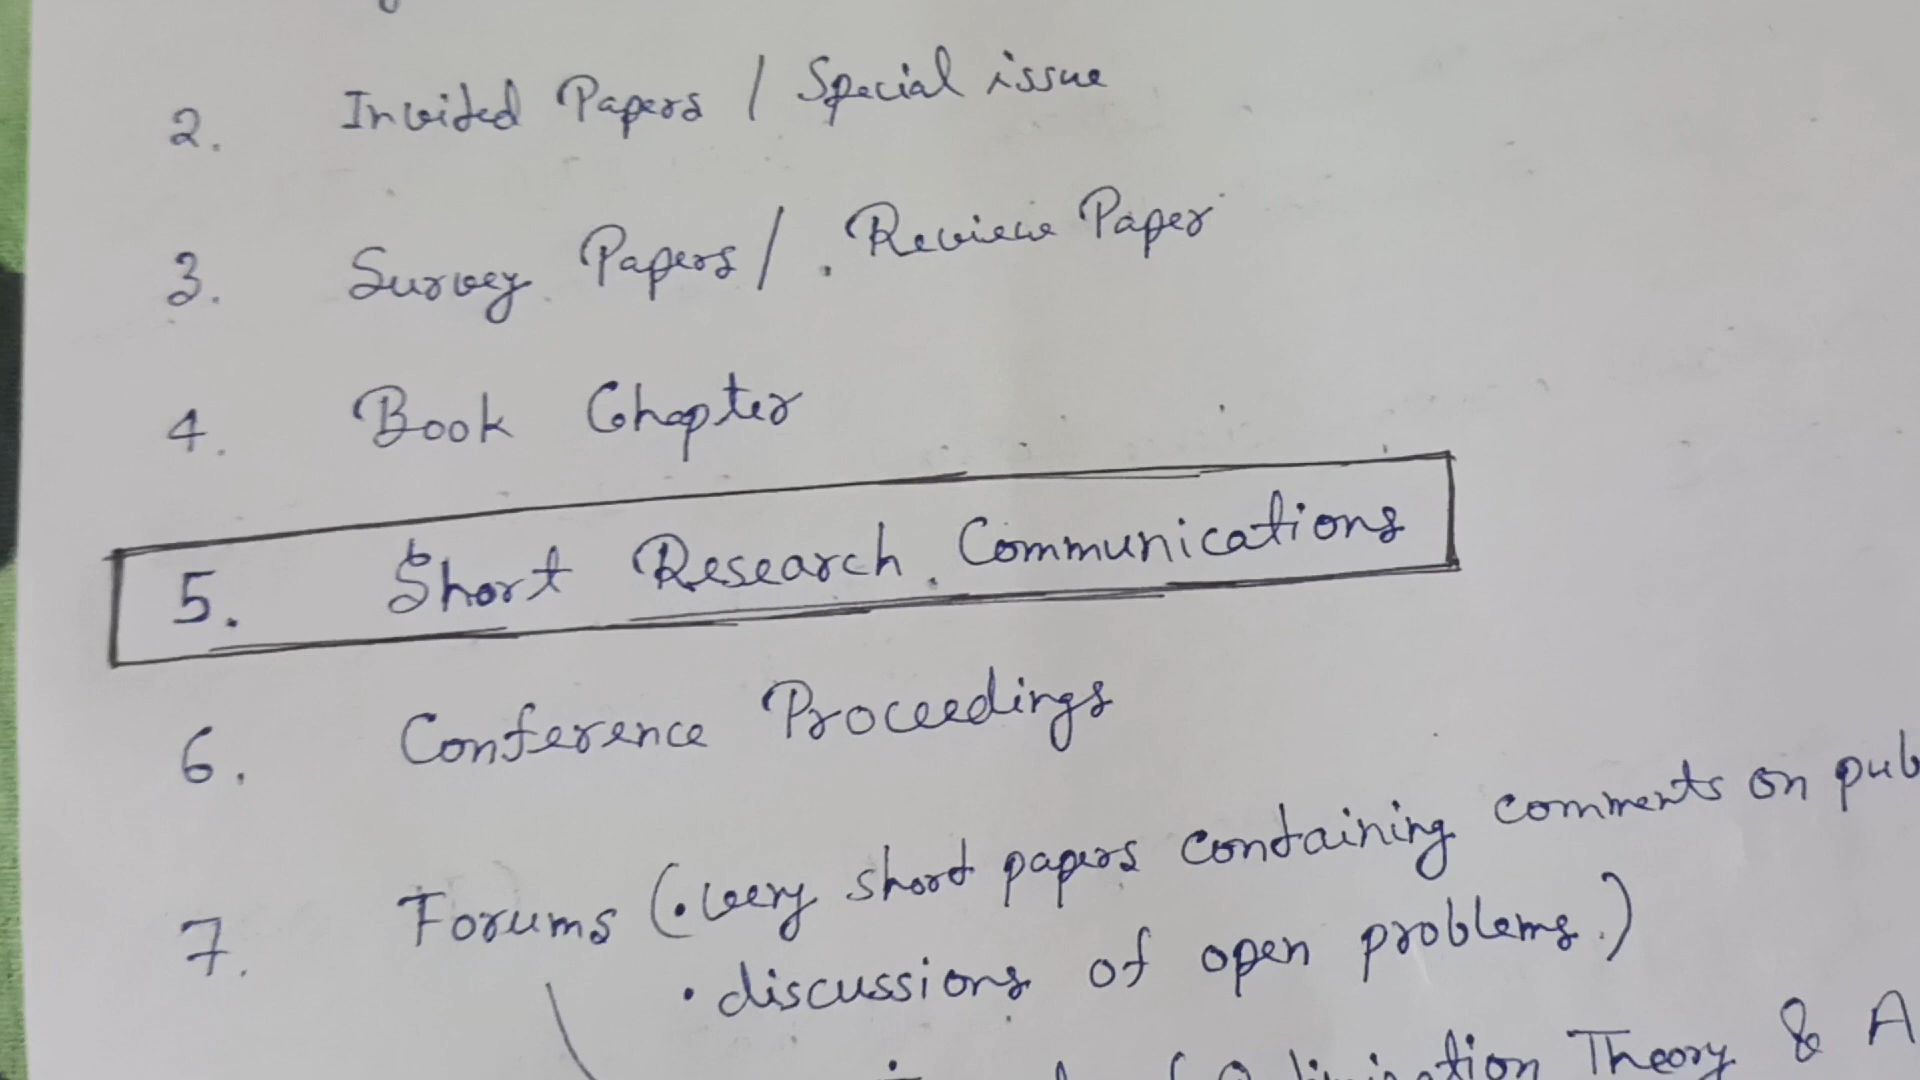 2. Invited Papers / Special issue
3. Survey Papers / Review Paper
4. Book Chapter
5. Short Research Communications
6. Conference Proceedings
7. Forums (• very short papers containing comments on pub
• discussions of open problems.)
Theory & A